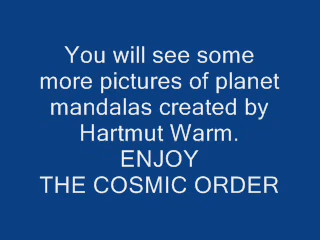 You will see some
more pictures of planet
mandalas created by
Hartmut Warm.
ENJOY
THE COSMIC ORDER